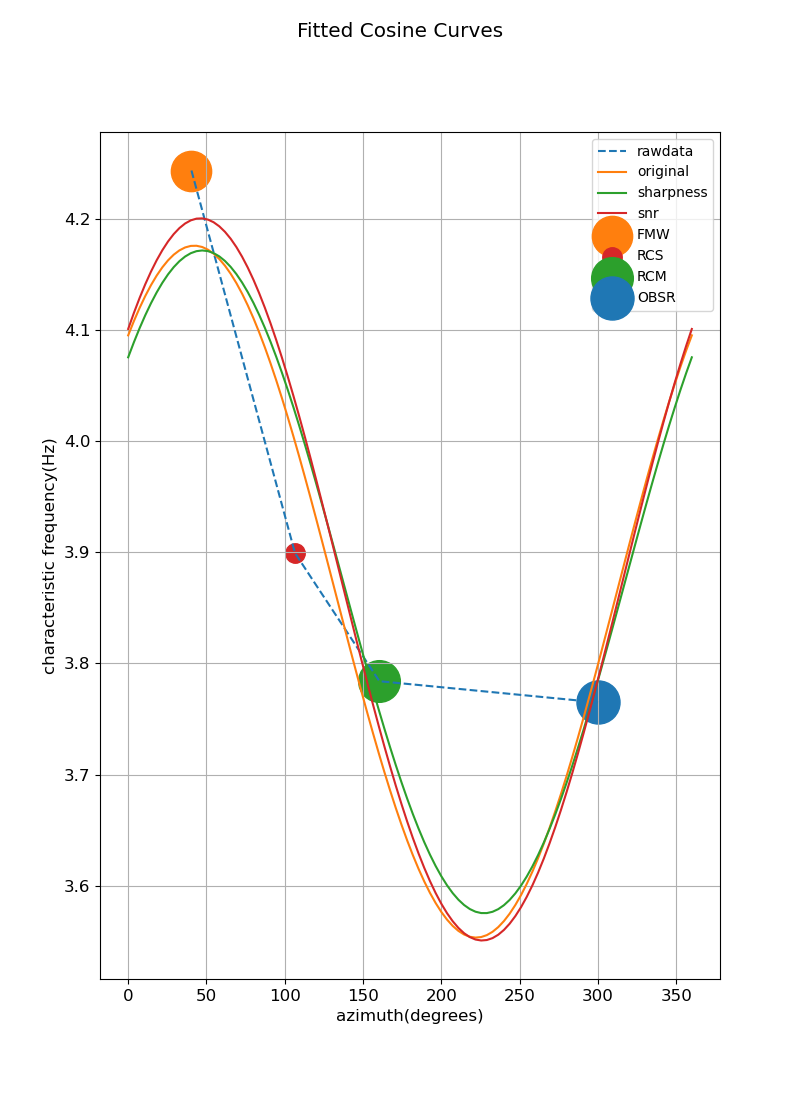 Fitted Cosine Curves
rawdata
original
sharpness
snr
FMW
RCS
RCM
OBSR
4.2
4.1
4.0
3.9
3.8
3.7
3.6
characteristic frequency(Hz)
0 50 100 150 200 250 300 350
azimuth(degrees)